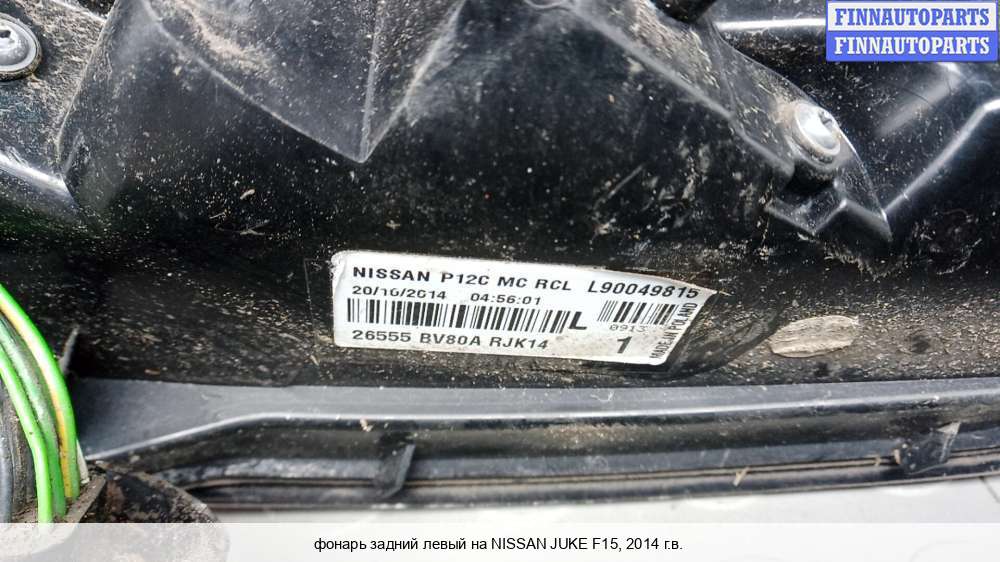 FINNAUTOPARTS
FINNAUTOPARTS
NISSAN P12C MC RCL L90049815
20/10/2014 04:56:01
L
0913
26555 BV80A RJK14
1
MADE IN POLAND
фонарь задний левый на NISSAN JUKE F15, 2014 г.в.